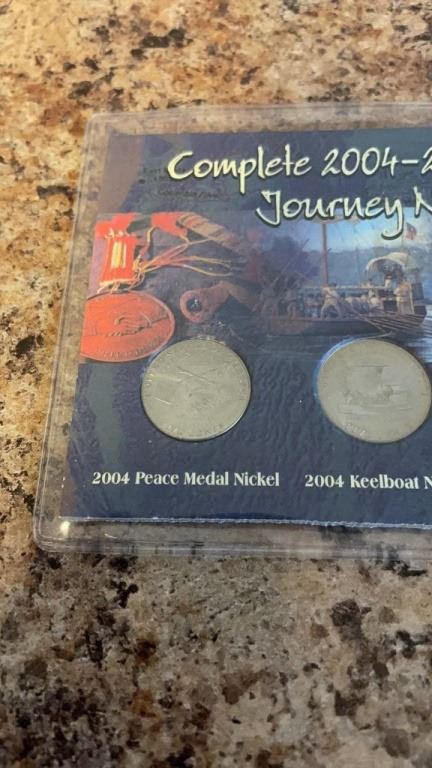 Complete 2004-2
Journey N
2004 Peace Medal Nickel
2004 Keelboat N